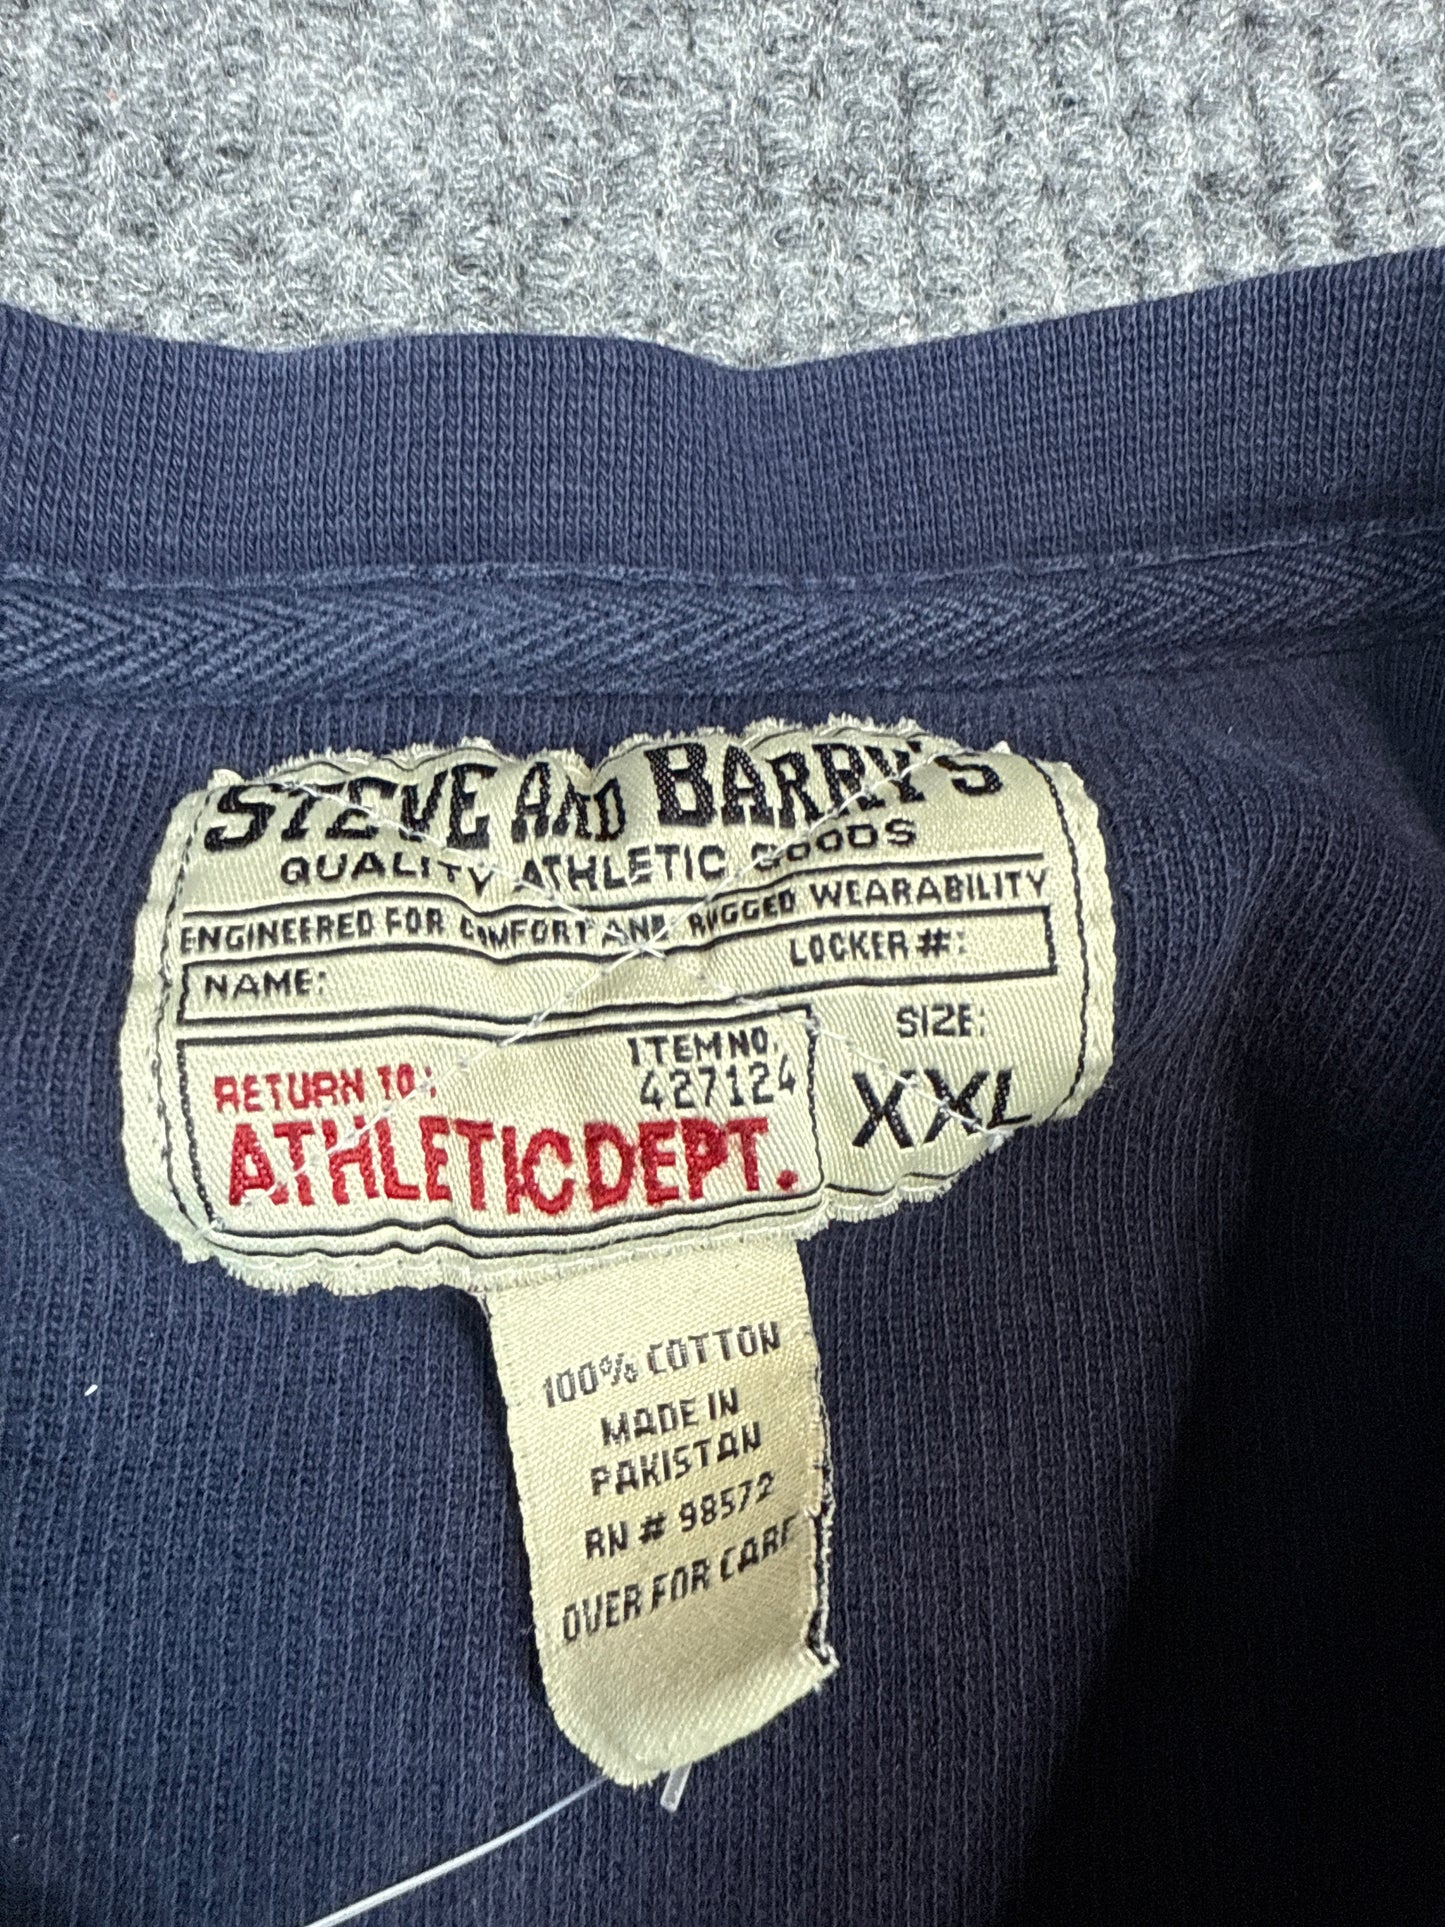 STEVE AND BARRY'S
QUALITY ATHLETIC GOODS
ENGINEERED FOR COMFORT AND RUGGED WEARABILITY
NAME: LOCKER #:
RETURN TO: ITEM NO. SIZE:
427124 XXL
ATHLETIC DEPT.
100% COTTON
MADE IN
PAKISTAN
RN # 98572
OVER FOR CARE